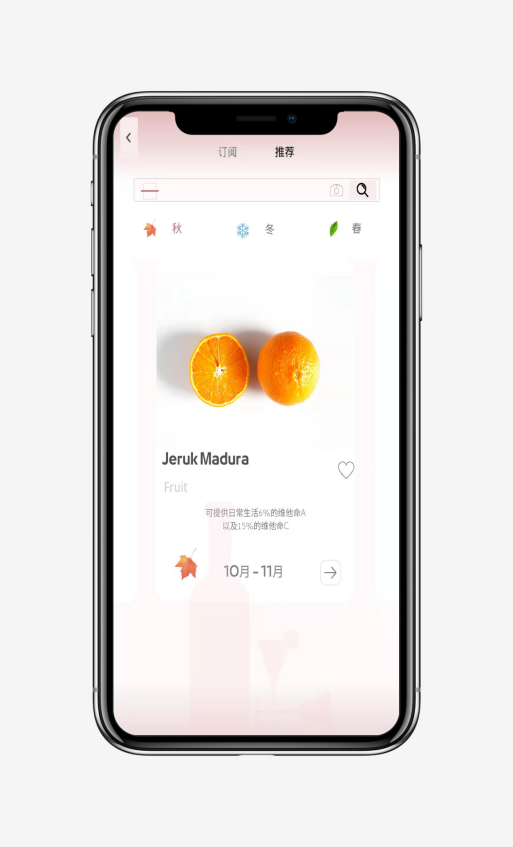 订阅 推荐
秋 冬 春
Jeruk Madura
Fruit
可提供日常生活6%的维他命A
以及15%的维他命C
10月-11月